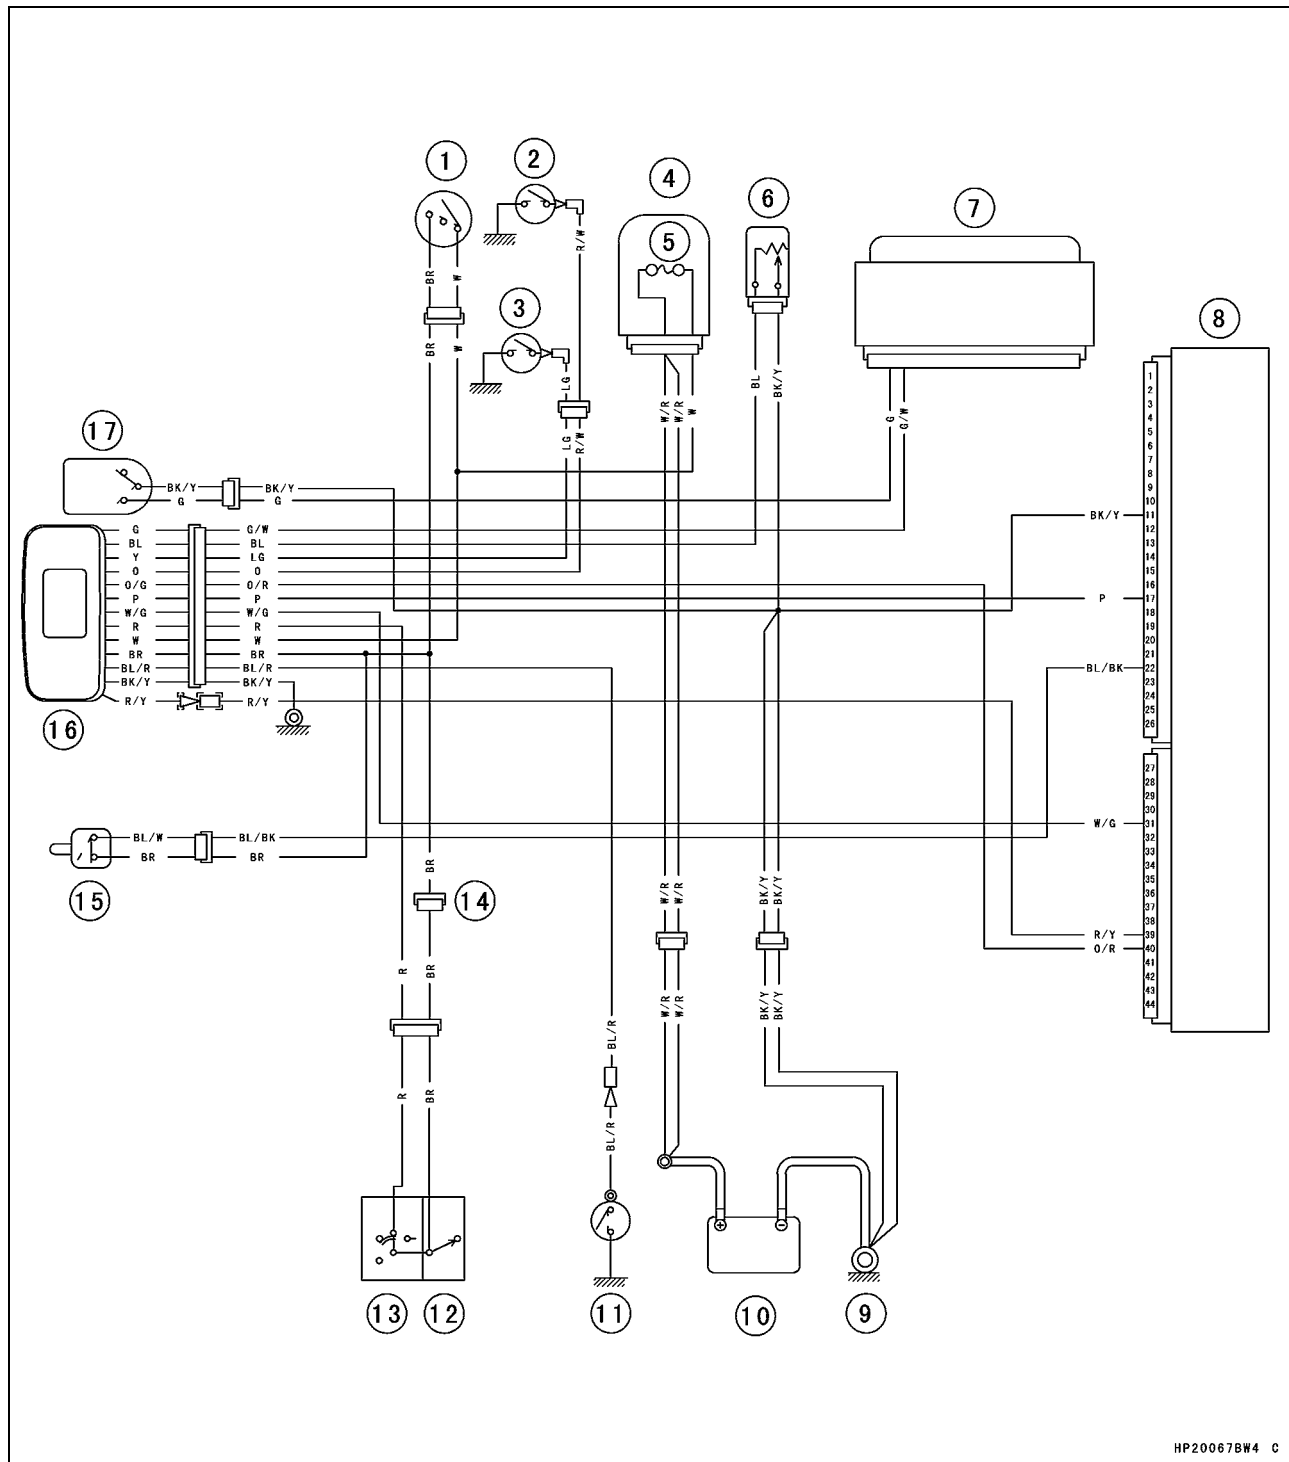 1
2
3
4
5
6
7
8
BR
W
R/W
BR
W
LG
LG
R/W
W/R
W/R
W
BL
BK/Y
G
G/W
17
BK/Y
G
BK/Y
G
G
G/W
BL
BL
Y
LG
O
O
O/G
O/R
P
P
W/G
W/G
R
R
W
W
BR
BR
BL/R
BL/R
BK/Y
BK/Y
R/Y
R/Y
16
BL/W
BL/BK
BR
BR
15
BK/Y
P
BL/BK
W/G
R/Y
O/R
1
2
3
4
5
6
7
8
9
10
11
12
13
14
15
16
17
18
19
20
21
22
23
24
25
26
27
28
29
30
31
32
33
34
35
36
37
38
39
40
41
42
43
44
BR
14
W/R
W/R
BK/Y
BK/Y
R
BR
W/R
W/R
BK/Y
BK/Y
BL/R
R
BR
BL/R
13
12
11
10
9
HP20067BW4 C